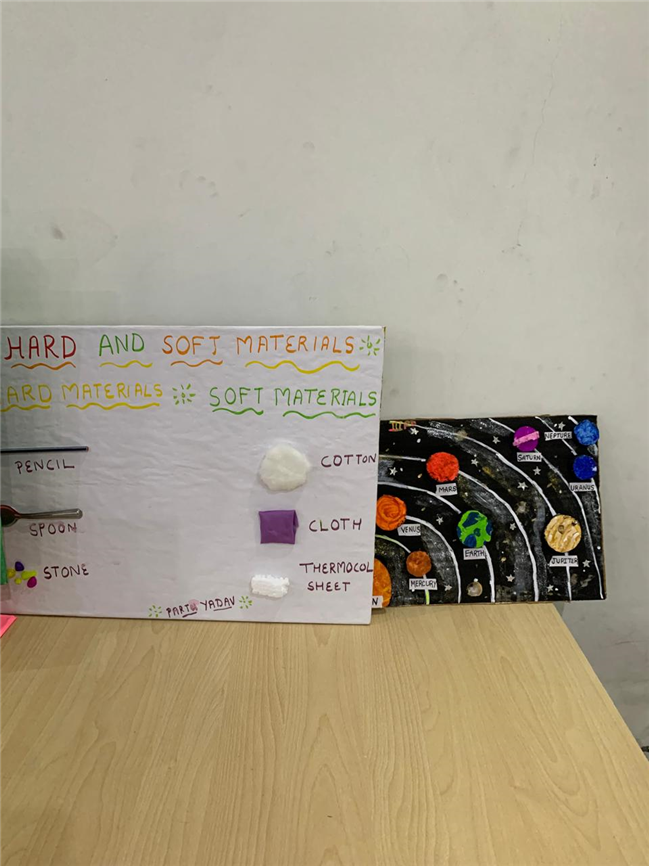 HARD AND SOFT MATERIALS
ARD MATERIALS SOFT MATERIALS
PENCIL COTTON
SPOON CLOTH
STONE THERMOCOL
SHEET
YADAV
NEPTURE
SATURN
MARS
URANUS
VENUS
EARTH
JUPITER
MERCURY
N